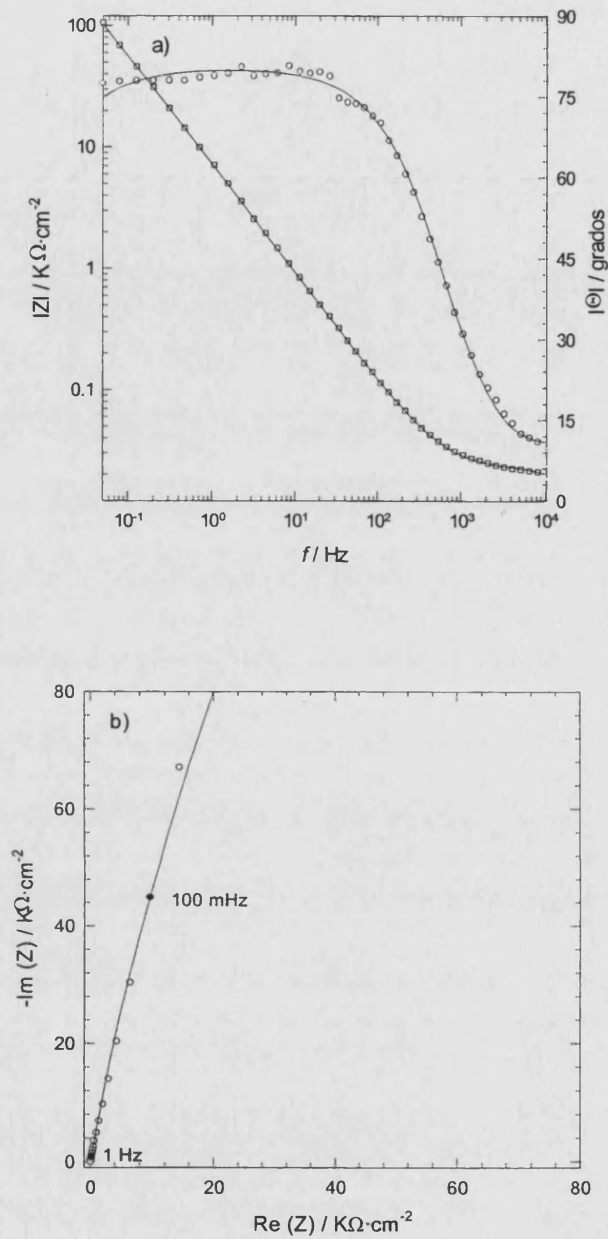 a)
100
10
1
0.1
|Z| / K Ω·cm⁻²
90
75
60
45
30
15
0
|Θ| / grados
10⁻¹ 10⁰ 10¹ 10² 10³ 10⁴
f / Hz
b)
80
60
40
20
0
-Im (Z) / KΩ·cm⁻²
100 mHz
1 Hz
0 20 40 60 80
Re (Z) / KΩ·cm⁻²